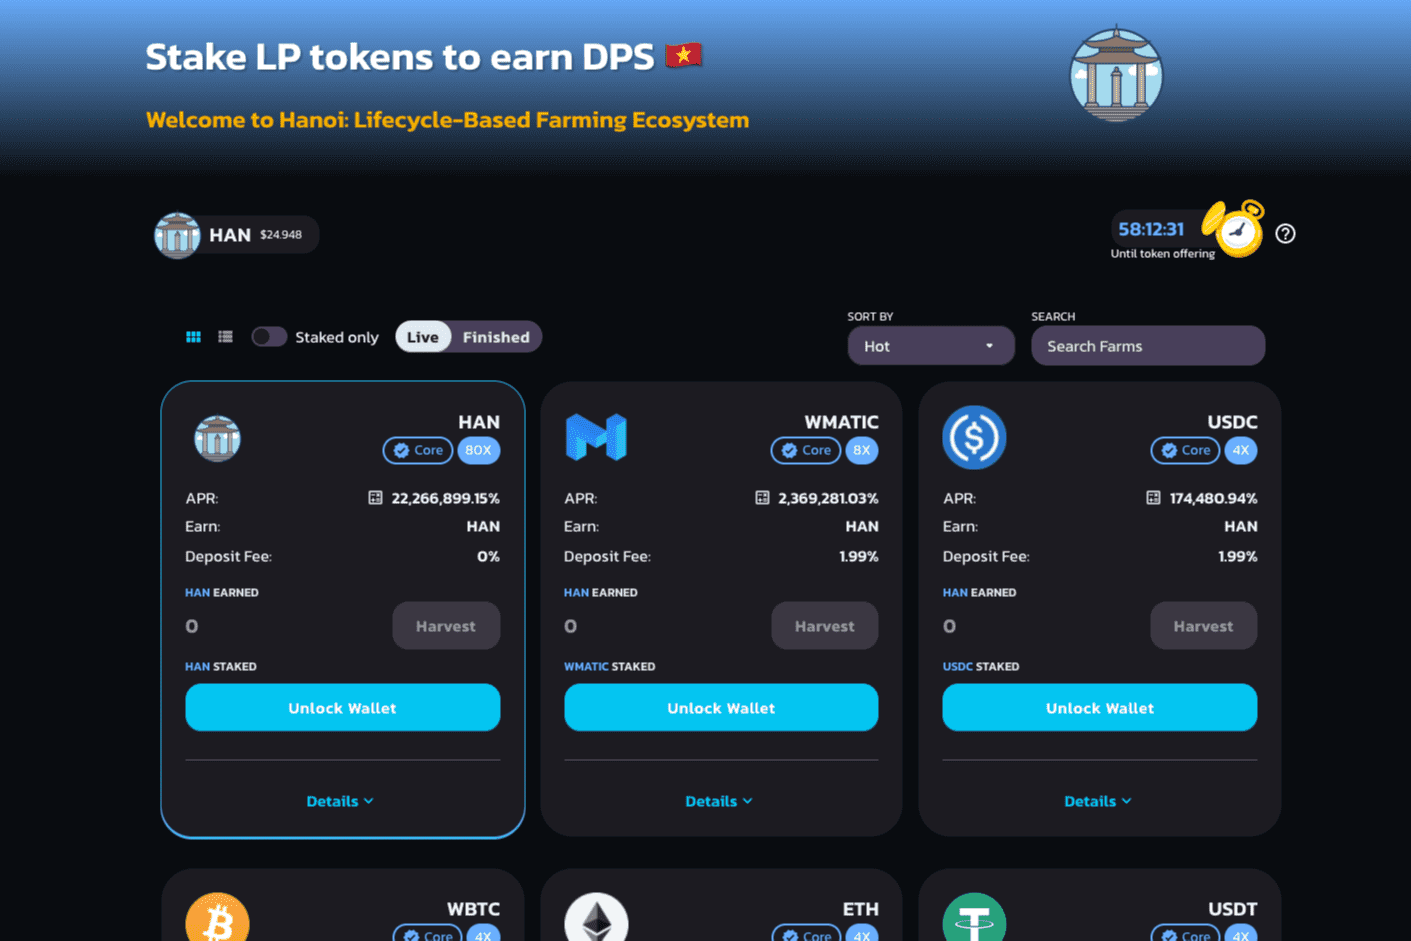 Stake LP tokens to earn DPS 🇻🇳
Welcome to Hanoi: Lifecycle-Based Farming Ecosystem
HAN $24.948
58:12:31
Until token offering
Staked only Live Finished
SORT BY
Hot
SEARCH
Search Farms
HAN
Core 80X
APR: 22,266,899.15%
Earn: HAN
Deposit Fee: 0%
HAN EARNED
0 Harvest
HAN STAKED
Unlock Wallet
Details
WMATIC
Core 8X
APR: 2,369,281.03%
Earn: HAN
Deposit Fee: 1.99%
HAN EARNED
0 Harvest
WMATIC STAKED
Unlock Wallet
Details
USDC
Core 4X
APR: 174,480.94%
Earn: HAN
Deposit Fee: 1.99%
HAN EARNED
0 Harvest
USDC STAKED
Unlock Wallet
Details
WBTC
Core 4X
ETH
Core 4X
USDT
Core 4X